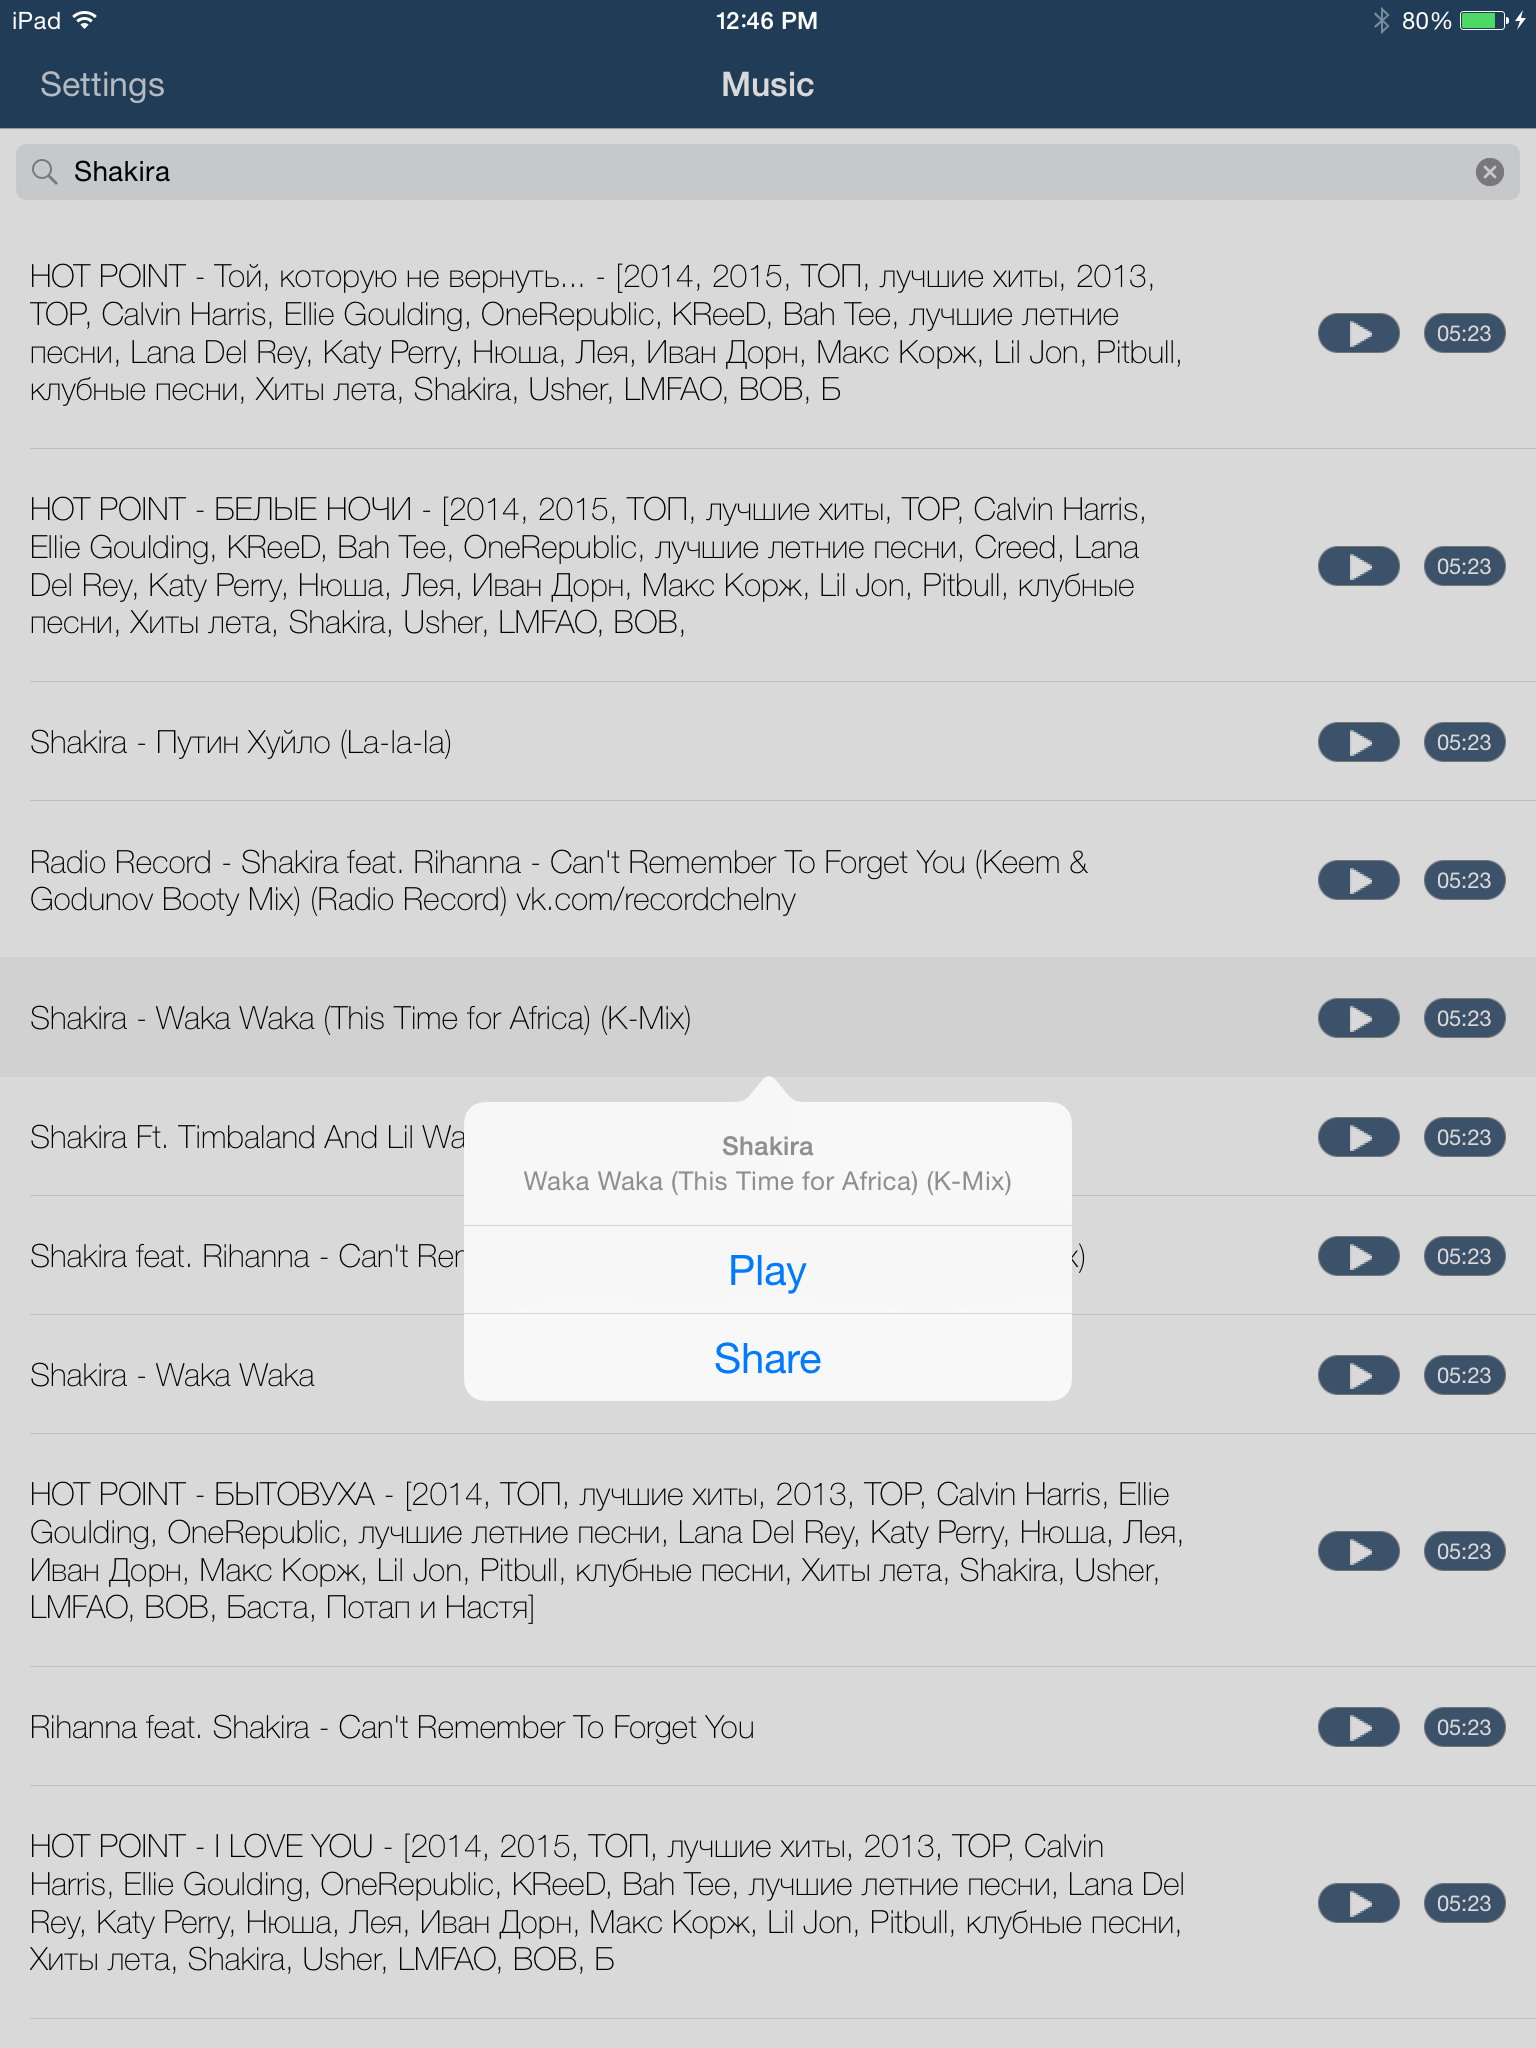 iPad 12:46 PM 80%
Settings Music
Shakira
HOT POINT - Той, которую не вернуть... - [2014, 2015, ТОП, лучшие хиты, 2013,
TOP, Calvin Harris, Ellie Goulding, OneRepublic, KReeD, Bah Tee, лучшие летние
песни, Lana Del Rey, Katy Perry, Нюша, Лея, Иван Дорн, Макс Корж, Lil Jon, Pitbull,
клубные песни, Хиты лета, Shakira, Usher, LMFAO, BOB, Б
05:23
HOT POINT - БЕЛЫЕ НОЧИ - [2014, 2015, ТОП, лучшие хиты, TOP, Calvin Harris,
Ellie Goulding, KReeD, Bah Tee, OneRepublic, лучшие летние песни, Creed, Lana
Del Rey, Katy Perry, Нюша, Лея, Иван Дорн, Макс Корж, Lil Jon, Pitbull, клубные
песни, Хиты лета, Shakira, Usher, LMFAO, BOB,
05:23
Shakira - Путин Хуйло (La-la-la) 05:23
Radio Record - Shakira feat. Rihanna - Can't Remember To Forget You (Keem &
Godunov Booty Mix) (Radio Record) vk.com/recordchelny
05:23
Shakira - Waka Waka (This Time for Africa) (K-Mix) 05:23
Shakira Ft. Timbaland And Lil Wa 05:23
Shakira
Waka Waka (This Time for Africa) (K-Mix)
Play
Share
Shakira feat. Rihanna - Can't Rer x) 05:23
Shakira - Waka Waka 05:23
HOT POINT - БЫТОВУХА - [2014, ТОП, лучшие хиты, 2013, TOP, Calvin Harris, Ellie
Goulding, OneRepublic, лучшие летние песни, Lana Del Rey, Katy Perry, Нюша, Лея,
Иван Дорн, Макс Корж, Lil Jon, Pitbull, клубные песни, Хиты лета, Shakira, Usher,
LMFAO, BOB, Баста, Потап и Настя]
05:23
Rihanna feat. Shakira - Can't Remember To Forget You 05:23
HOT POINT - I LOVE YOU - [2014, 2015, ТОП, лучшие хиты, 2013, TOP, Calvin
Harris, Ellie Goulding, OneRepublic, KReeD, Bah Tee, лучшие летние песни, Lana Del
Rey, Katy Perry, Нюша, Лея, Иван Дорн, Макс Корж, Lil Jon, Pitbull, клубные песни,
Хиты лета, Shakira, Usher, LMFAO, BOB, Б
05:23